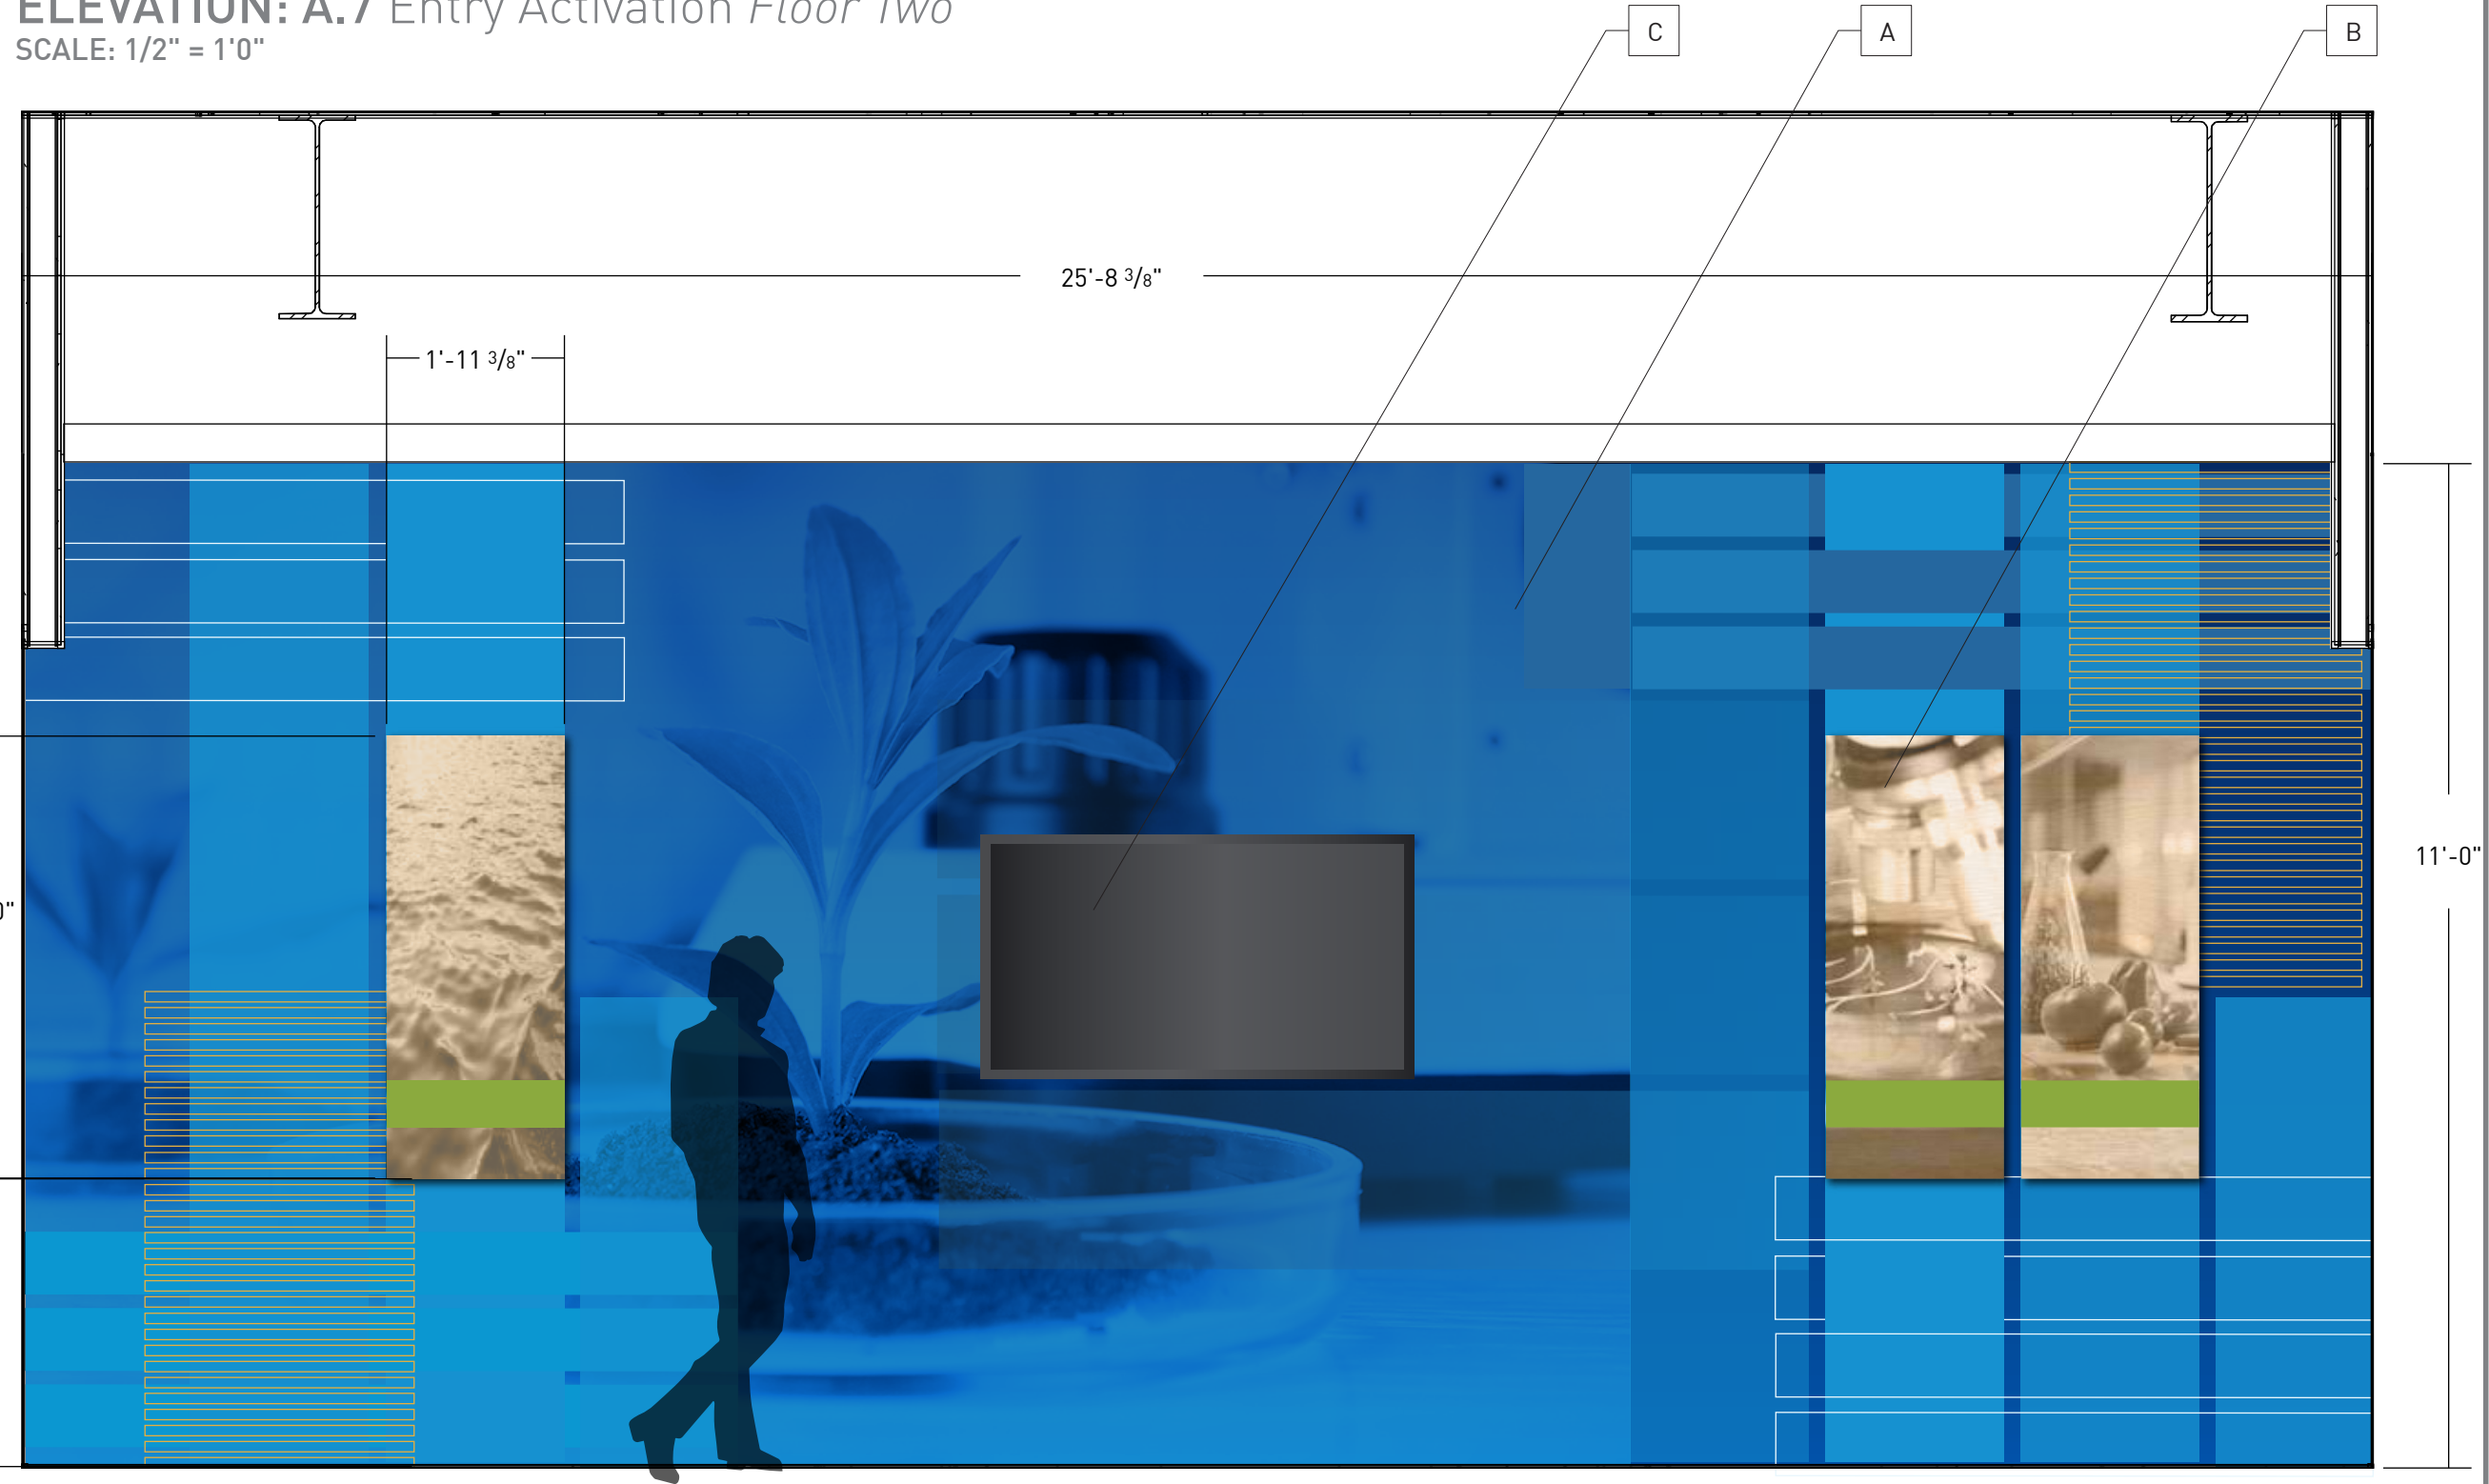 ELEVATION: A.7 Entry Activation Floor Two
SCALE: 1/2" = 1'0"
C
A
B
25'-8 3/8"
1'-11 3/8"
11'-0"
0"